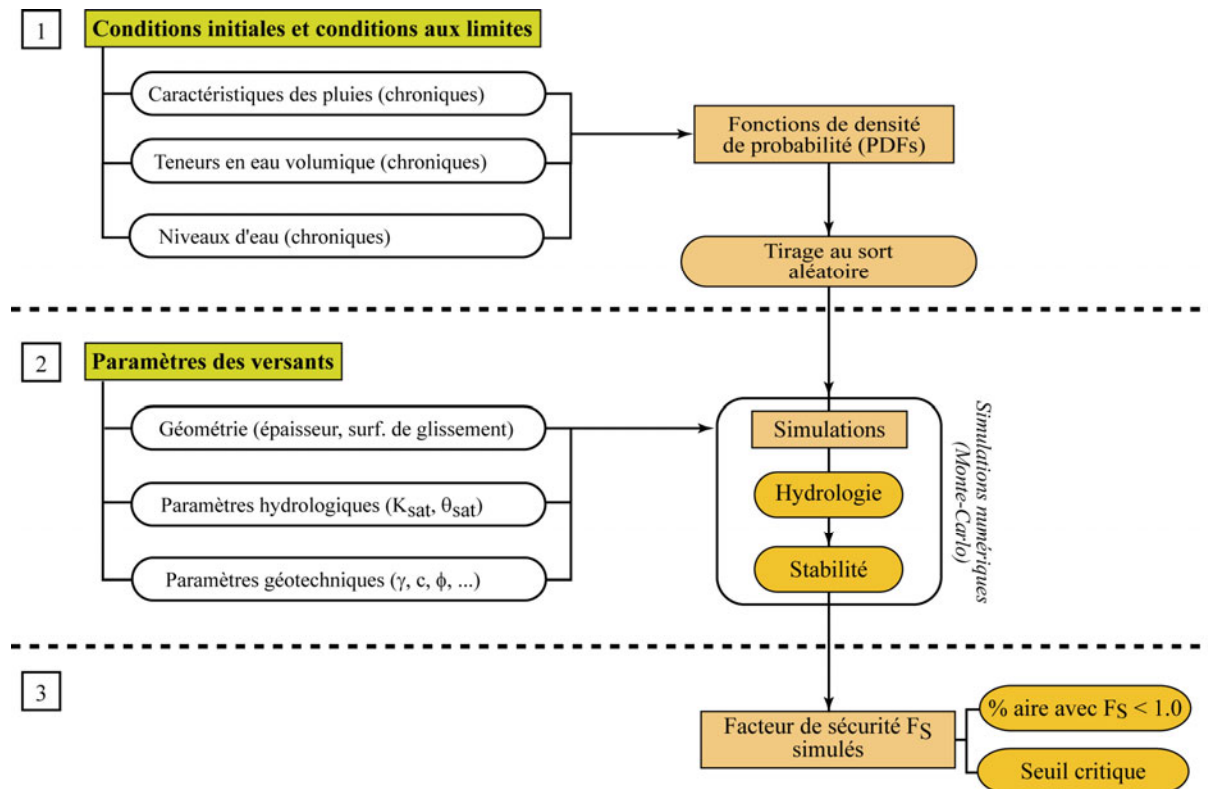 1
Conditions initiales et conditions aux limites
Caractéristiques des pluies (chroniques)
Teneurs en eau volumique (chroniques)
Niveaux d'eau (chroniques)
Fonctions de densité
de probabilité (PDFs)
Tirage au sort
aléatoire
2
Paramètres des versants
Géométrie (épaisseur, surf. de glissement)
Paramètres hydrologiques (Ksat, θsat)
Paramètres géotechniques (γ, c, ϕ, ...)
Simulations
Hydrologie
Stabilité
Simulations numériques
(Monte-Carlo)
3
Facteur de sécurité FS
simulés
% aire avec FS < 1.0
Seuil critique